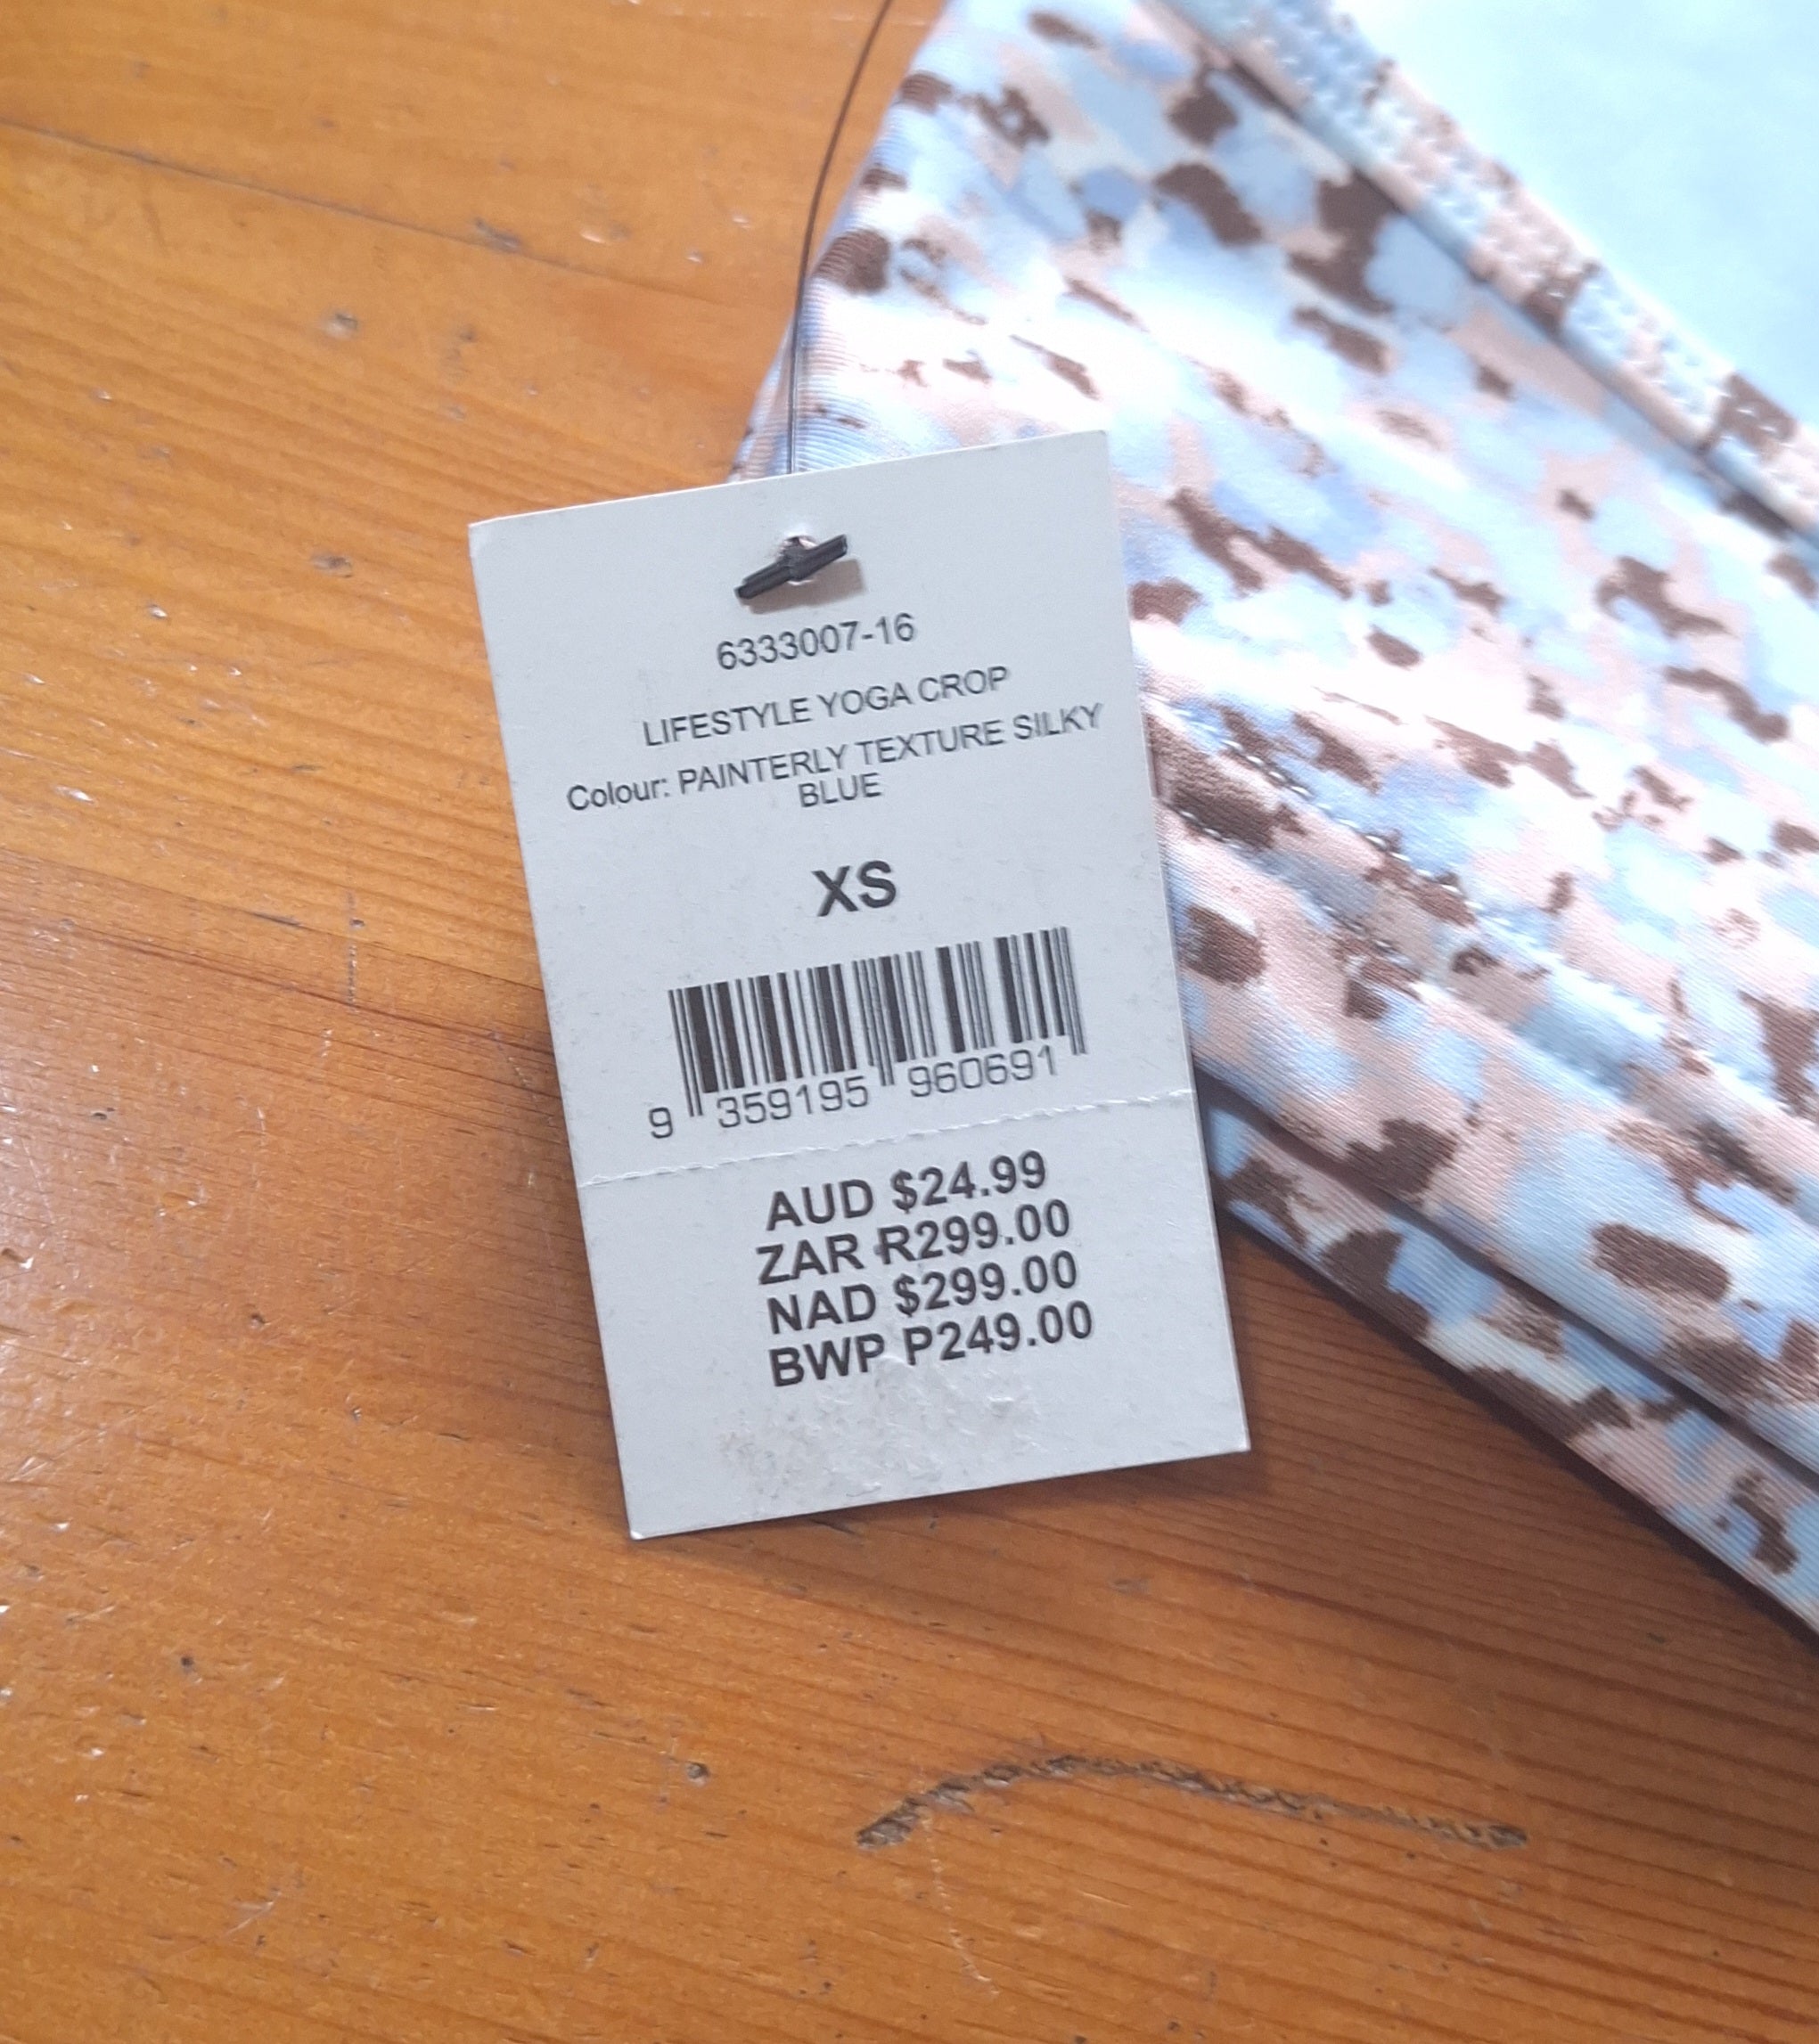 6333007-16
LIFESTYLE YOGA CROP
Colour: PAINTERLY TEXTURE SILKY
BLUE
XS
9 359195 960691
AUD $24.99
ZAR R299.00
NAD $299.00
BWP P249.00